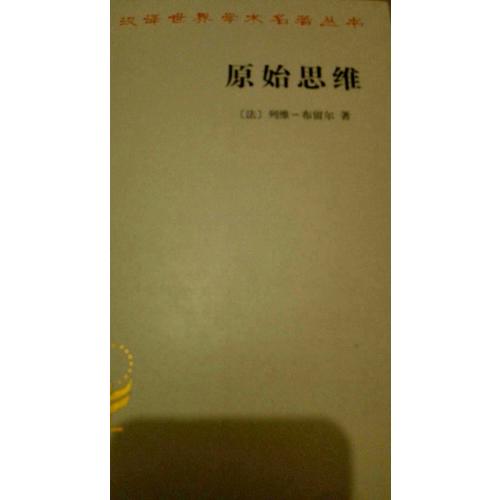 汉译世界学术名著丛书
原始思维
〔法〕列维－布留尔 著